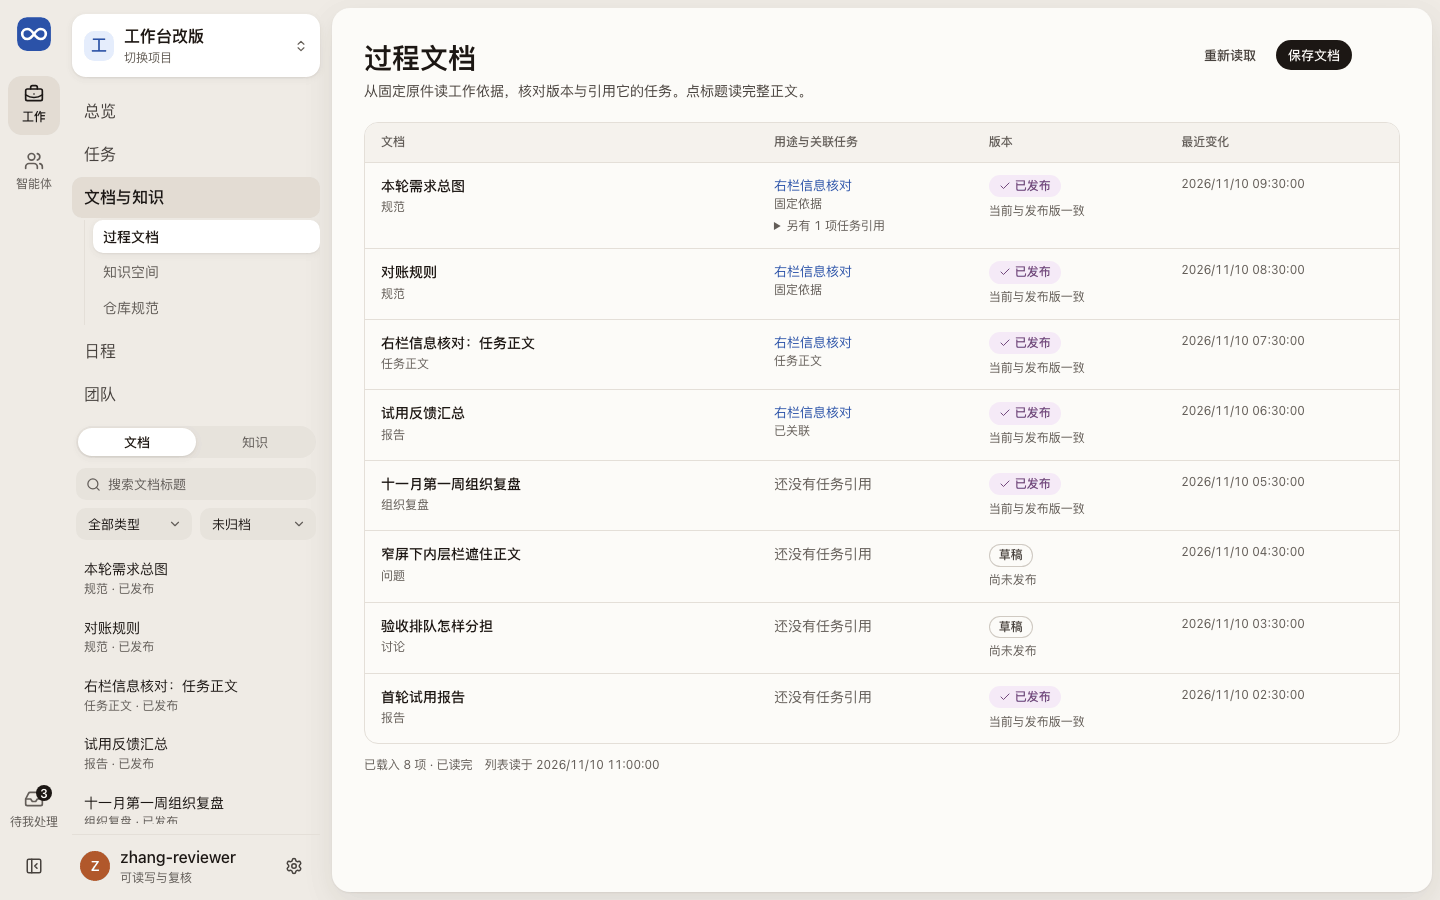 工作
智能体
3
待我处理
工
工作台改版
切换项目
总览
任务
文档与知识
过程文档
知识空间
仓库规范
日程
团队
文档
知识
搜索文档标题
全部类型
未归档
本轮需求总图
规范 · 已发布
对账规则
规范 · 已发布
右栏信息核对：任务正文
任务正文 · 已发布
试用反馈汇总
报告 · 已发布
十一月第一周组织复盘
组织复盘 · 已发布
Z
zhang-reviewer
可读写与复核
过程文档
重新读取
保存文档
从固定原件读工作依据，核对版本与引用它的任务。点标题读完整正文。
文档 用途与关联任务 版本 最近变化
本轮需求总图 右栏信息核对 已发布 2026/11/10 09:30:00
规范 固定依据 当前与发布版一致
另有 1 项任务引用
对账规则 右栏信息核对 已发布 2026/11/10 08:30:00
规范 固定依据 当前与发布版一致
右栏信息核对：任务正文 右栏信息核对 已发布 2026/11/10 07:30:00
任务正文 任务正文 当前与发布版一致
试用反馈汇总 右栏信息核对 已发布 2026/11/10 06:30:00
报告 已关联 当前与发布版一致
十一月第一周组织复盘 还没有任务引用 已发布 2026/11/10 05:30:00
组织复盘 当前与发布版一致
窄屏下内层栏遮住正文 还没有任务引用 草稿 2026/11/10 04:30:00
问题 尚未发布
验收排队怎样分担 还没有任务引用 草稿 2026/11/10 03:30:00
讨论 尚未发布
首轮试用报告 还没有任务引用 已发布 2026/11/10 02:30:00
报告 当前与发布版一致
已载入 8 项 · 已读完 列表读于 2026/11/10 11:00:00